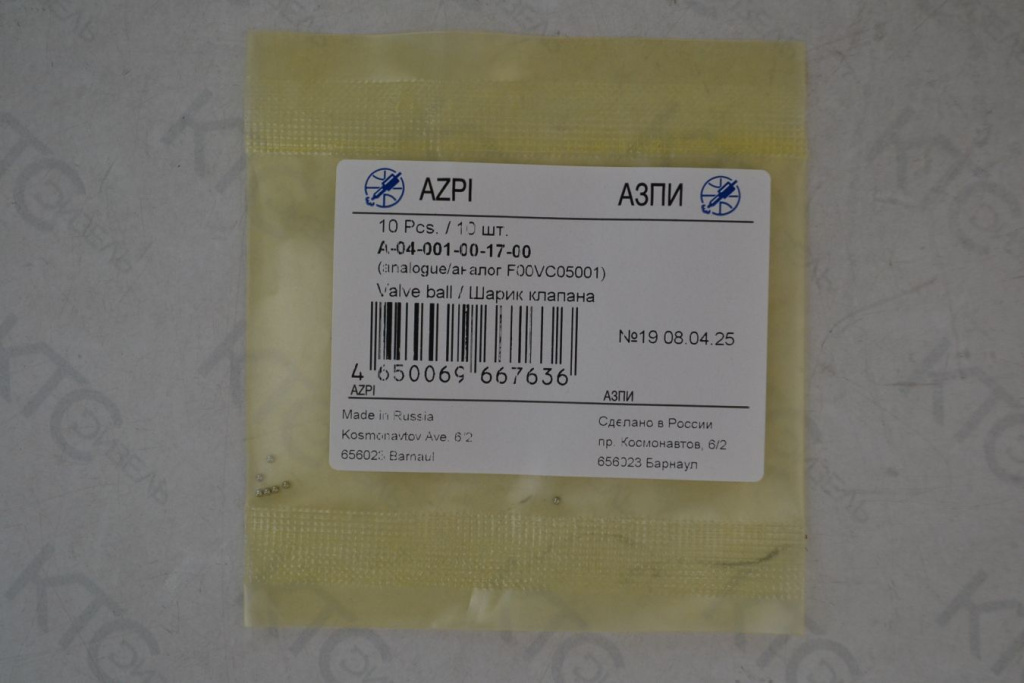 AZPI АЗПИ
10 Pcs. / 10 шт.
A-04-001-00-17-00
(analogue/аналог F00VC05001)
Valve ball / Шарик клапана
№19 08.04.25
4 650069 667636
AZPI АЗПИ
Made in Russia Сделано в России
Kosmonavtov Ave. 6/2 пр. Космонавтов, 6/2
656023 Barnaul 656023 Барнаул